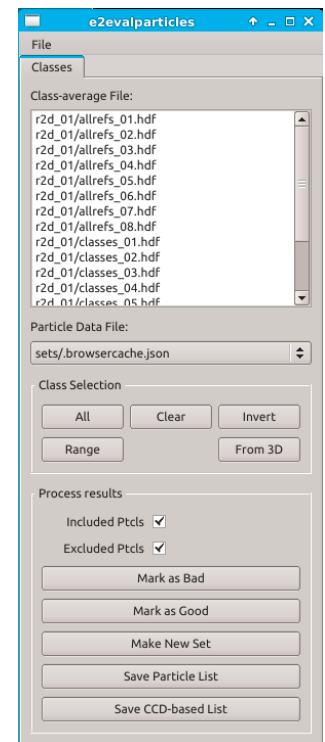 e2evalparticles
File
Classes
Class-average File:
r2d_01/allrefs_01.hdf
r2d_01/allrefs_02.hdf
r2d_01/allrefs_03.hdf
r2d_01/allrefs_04.hdf
r2d_01/allrefs_05.hdf
r2d_01/allrefs_06.hdf
r2d_01/allrefs_07.hdf
r2d_01/allrefs_08.hdf
r2d_01/classes_01.hdf
r2d_01/classes_02.hdf
r2d_01/classes_03.hdf
r2d_01/classes_04.hdf
r2d_01/classes_05.hdf
Particle Data File:
sets/.browsercache.json
Class Selection
All Clear Invert
Range From 3D
Process results
Included Ptcls
Excluded Ptcls
Mark as Bad
Mark as Good
Make New Set
Save Particle List
Save CCD-based List